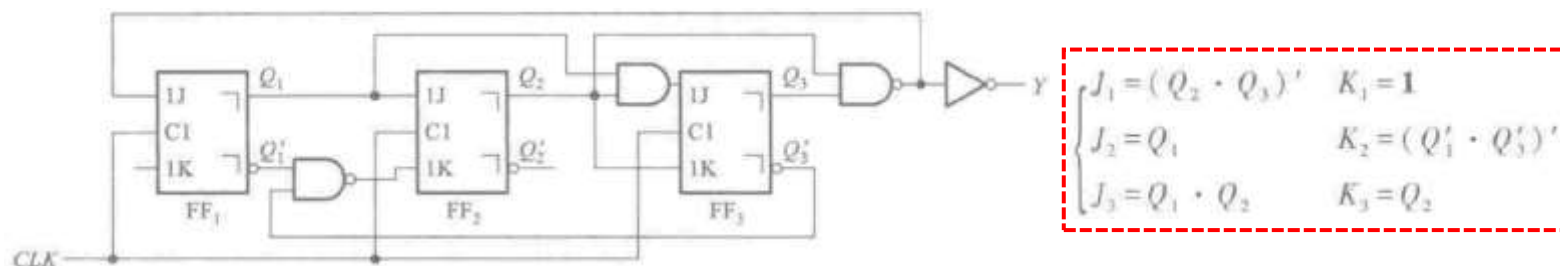 Q₁ Q₂ Q₃
1J 1J 1J Y
C1 C1 C1
1K Q₁′ 1K Q₂′ 1K Q₃′
FF₁ FF₂ FF₃
CLK
J₁ = (Q₂ · Q₃)′ K₁ = 1
J₂ = Q₁ K₂ = (Q₁′ · Q₃′)′
J₃ = Q₁ · Q₂ K₃ = Q₂